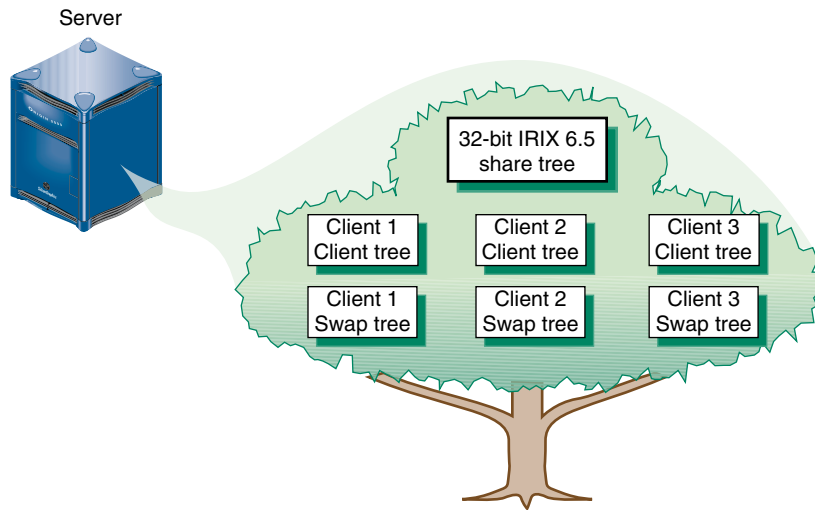 Server
32-bit IRIX 6.5
share tree
Client 1
Client tree
Client 2
Client tree
Client 3
Client tree
Client 1
Swap tree
Client 2
Swap tree
Client 3
Swap tree